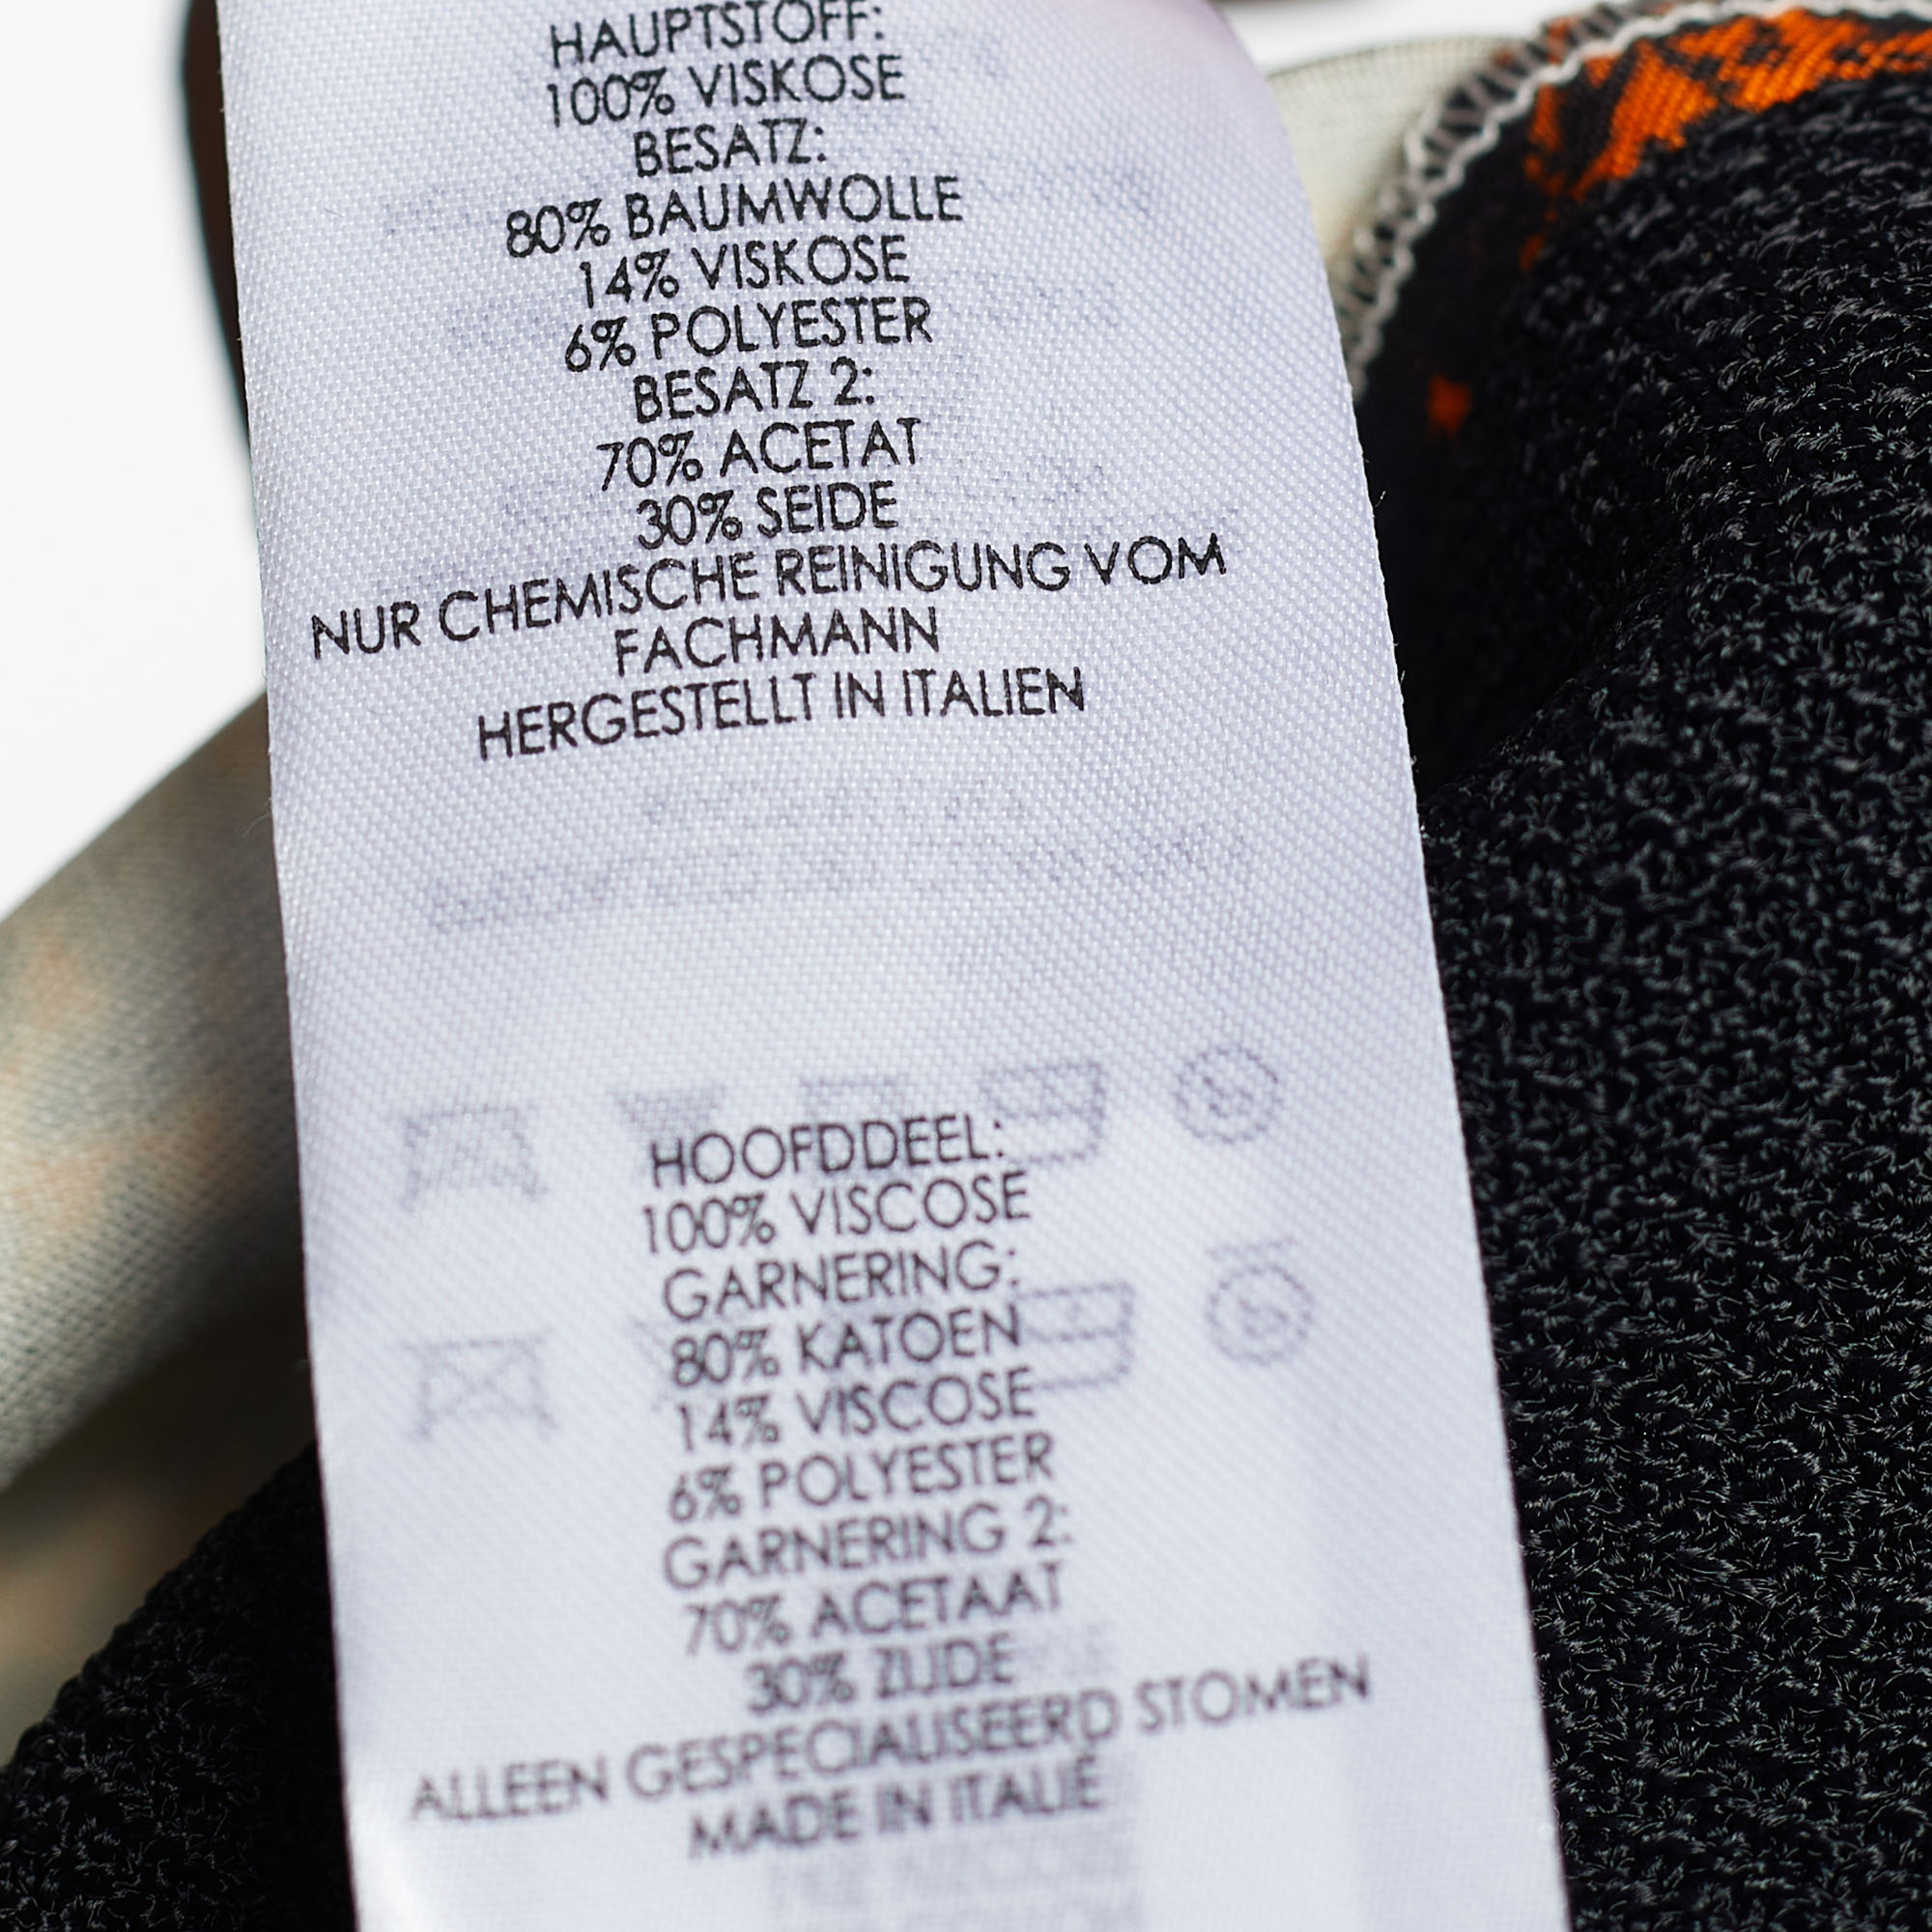 HAUPTSTOFF:
100% VISKOSE
BESATZ:
80% BAUMWOLLE
14% VISKOSE
6% POLYESTER
BESATZ 2:
70% ACETAT
30% SEIDE
NUR CHEMISCHE REINIGUNG VOM
FACHMANN
HERGESTELLT IN ITALIEN
HOOFDDEEL:
100% VISCOSE
GARNERING:
80% KATOEN
14% VISCOSE
6% POLYESTER
GARNERING 2:
70% ACETAAT
30% ZIJDE
ALLEEN GESPECIALISEERD STOMEN
MADE IN ITALIË